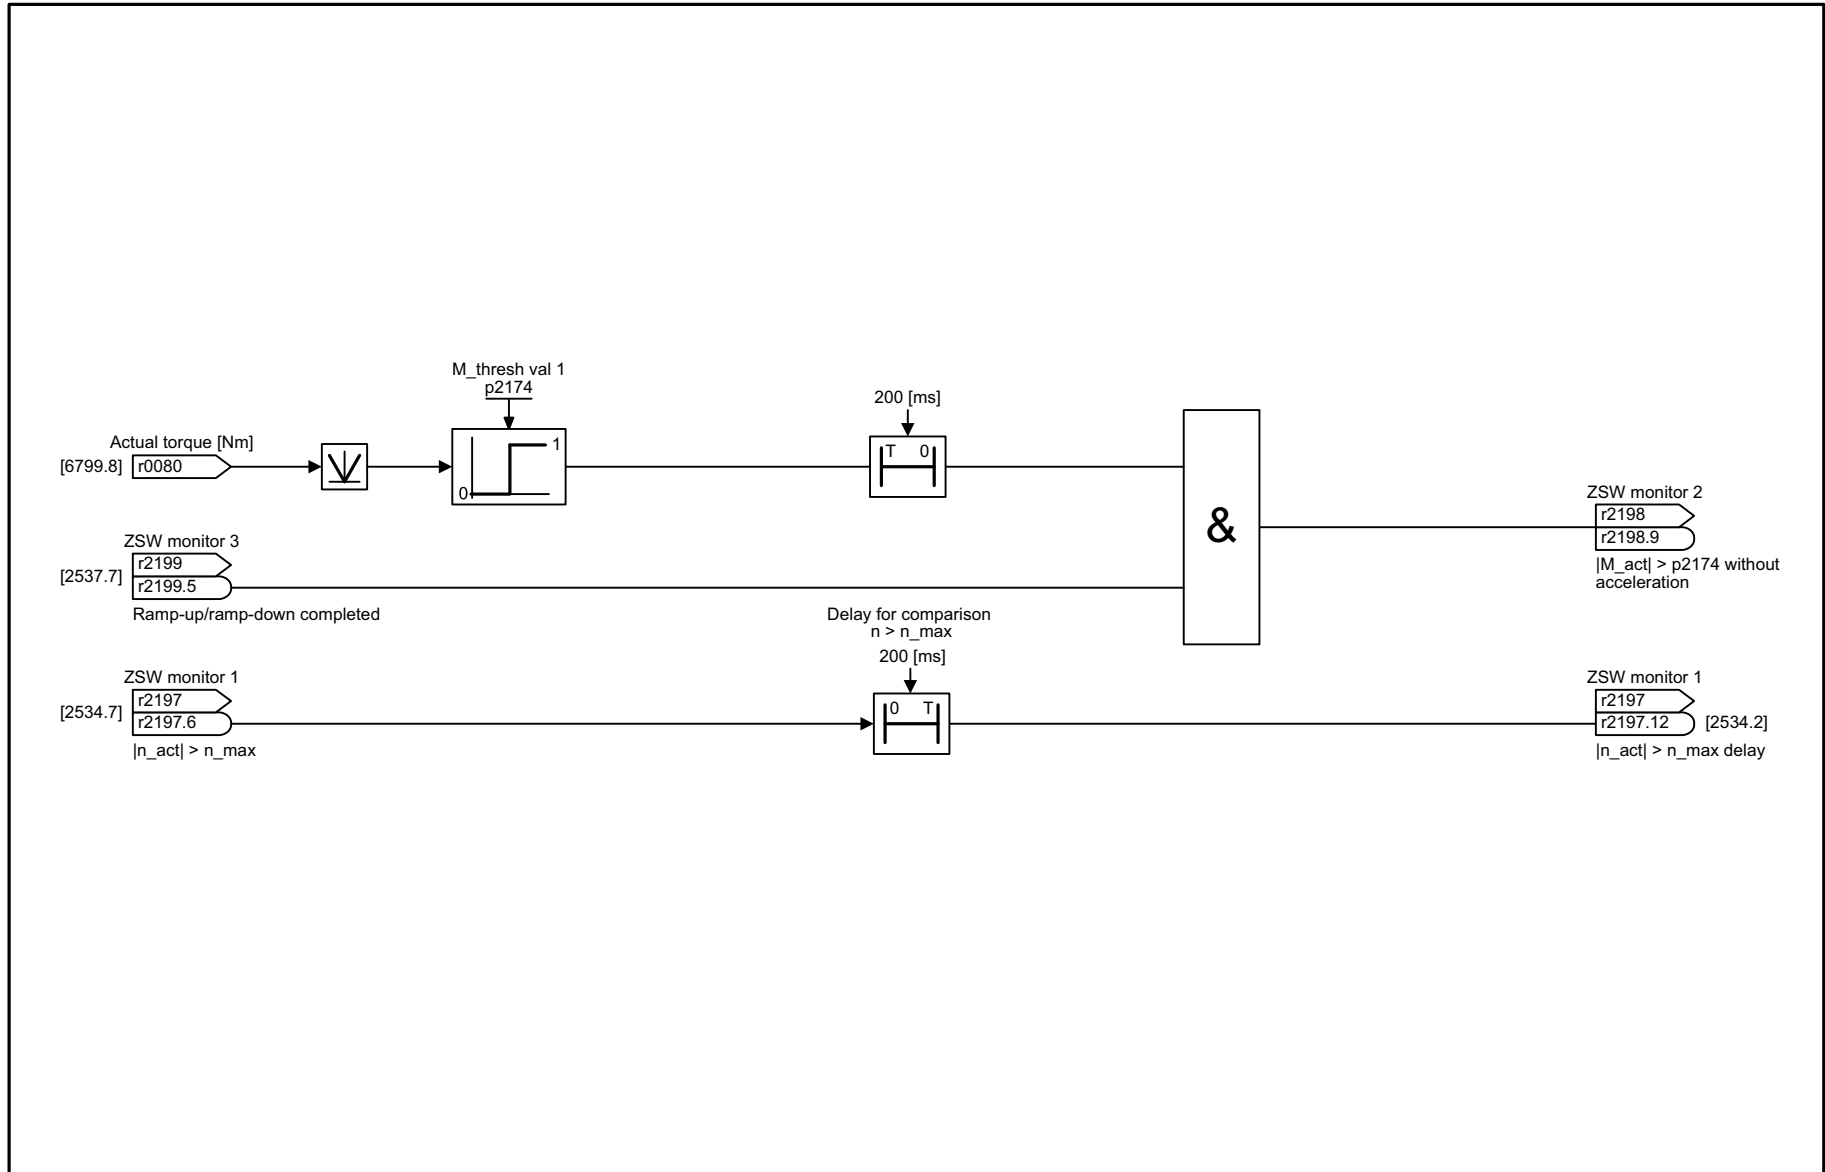 M_thresh val 1
p2174
1
0
200 [ms]
T 0
Actual torque [Nm]
[6799.8] r0080
&
ZSW monitor 2
r2198
r2198.9
|M_act| > p2174 without
acceleration
ZSW monitor 3
r2199
[2537.7]
r2199.5
Ramp-up/ramp-down completed
Delay for comparison
n > n_max
200 [ms]
0 T
ZSW monitor 1
r2197
[2534.7]
r2197.6
|n_act| > n_max
ZSW monitor 1
r2197
r2197.12 [2534.2]
|n_act| > n_max delay